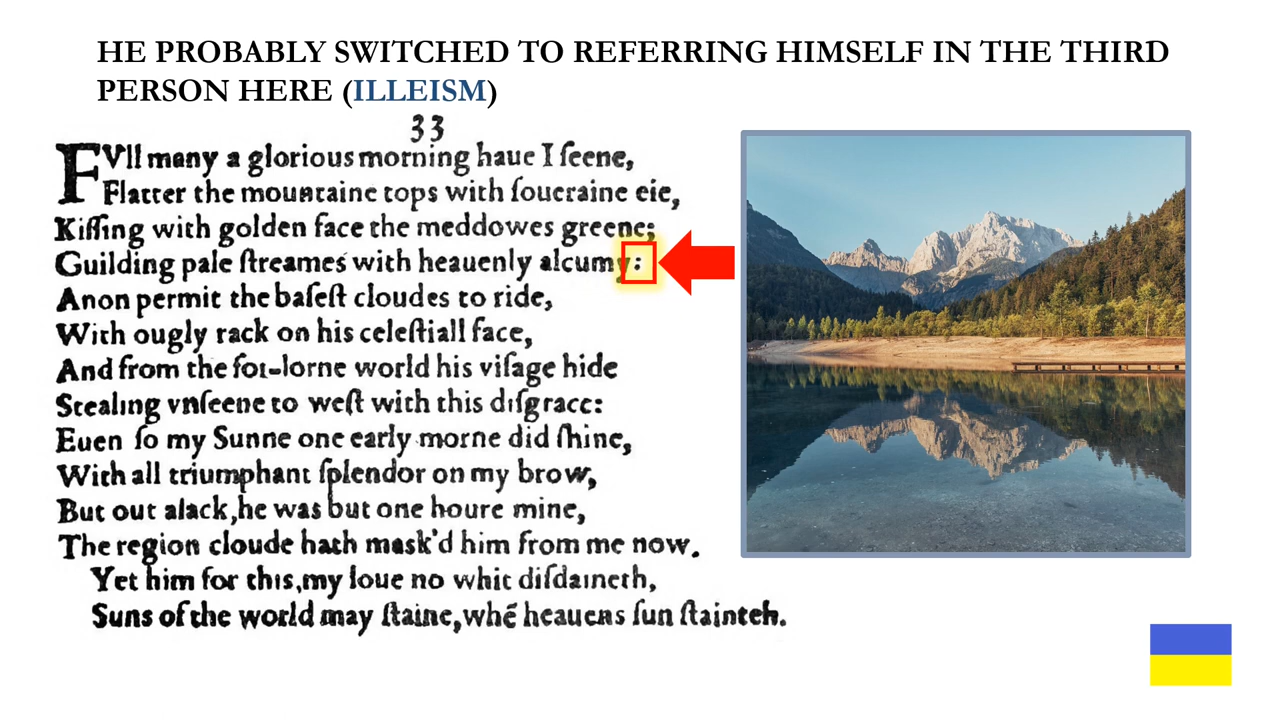 HE PROBABLY SWITCHED TO REFERRING HIMSELF IN THE THIRD
PERSON HERE (ILLEISM)
33
FVll many a glorious morning haue I ſeene,
Flatter the mountaine tops with ſoueraine eie,
Kiſſing with golden face the meddowes greene;
Guilding pale ſtreames with heauenly alcumy:
Anon permit the baſeſt cloudes to ride,
With ougly rack on his celeſtiall face,
And from the for-lorne world his viſage hide
Stealing vnſeene to weſt with this diſgrace:
Euen ſo my Sunne one early morne did ſhine,
With all triumphant ſplendor on my brow,
But out alack,he was but one houre mine,
The region cloude hath mask'd him from me now.
Yet him for this,my loue no whit diſdaineth,
Suns of the world may ſtaine,whẽ heauens ſun ſtainteh.